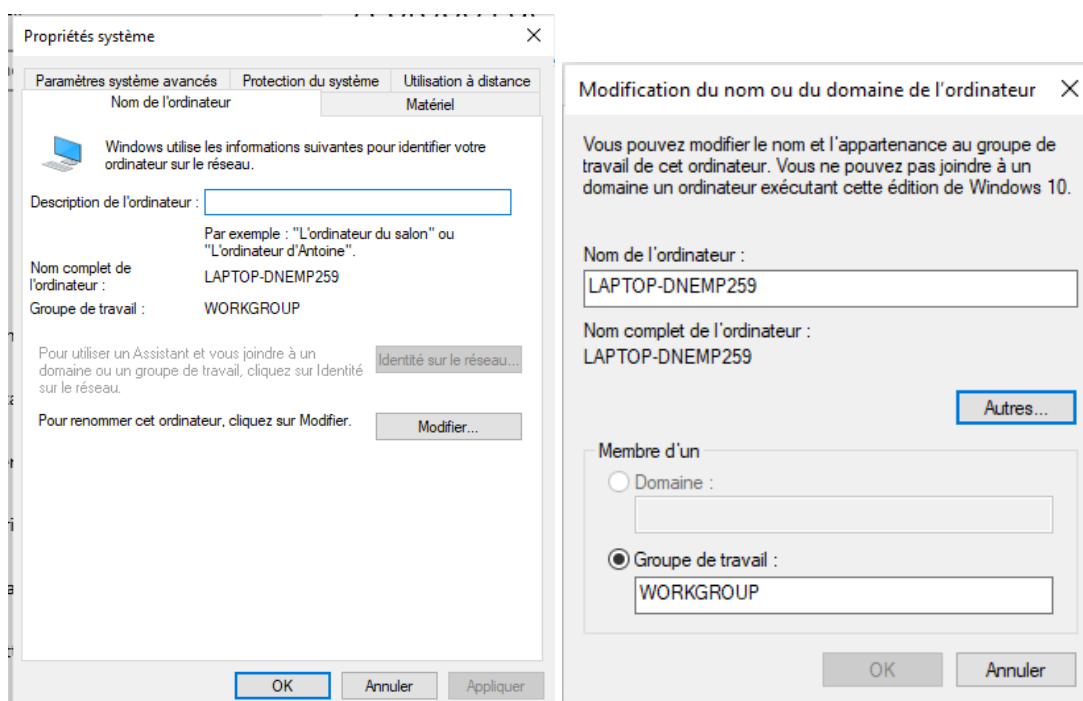 Propriétés système
Paramètres système avancés Protection du système Utilisation à distance
Nom de l'ordinateur Matériel
Windows utilise les informations suivantes pour identifier votre
ordinateur sur le réseau.
Description de l'ordinateur :
Par exemple : "L'ordinateur du salon" ou
"L'ordinateur d'Antoine".
Nom complet de
l'ordinateur :
LAPTOP-DNEMP259
Groupe de travail : WORKGROUP
Pour utiliser un Assistant et vous joindre à un
domaine ou un groupe de travail, cliquez sur Identité
sur le réseau.
Identité sur le réseau...
Pour renommer cet ordinateur, cliquez sur Modifier.
Modifier...
OK Annuler Appliquer
Modification du nom ou du domaine de l'ordinateur
Vous pouvez modifier le nom et l'appartenance au groupe de
travail de cet ordinateur. Vous ne pouvez pas joindre à un
domaine un ordinateur exécutant cette édition de Windows 10.
Nom de l'ordinateur :
LAPTOP-DNEMP259
Nom complet de l'ordinateur :
LAPTOP-DNEMP259
Autres...
Membre d'un
Domaine :
Groupe de travail :
WORKGROUP
OK Annuler